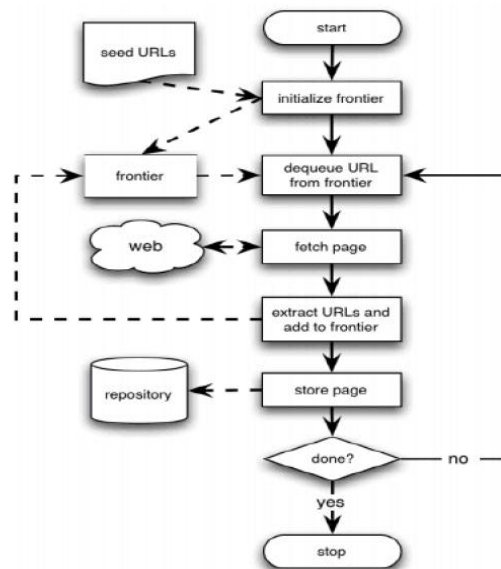 start
seed URLs
initialize frontier
frontier
dequeue URL
from frontier
web
fetch page
extract URLs and
add to frontier
repository
store page
done?
no
yes
stop